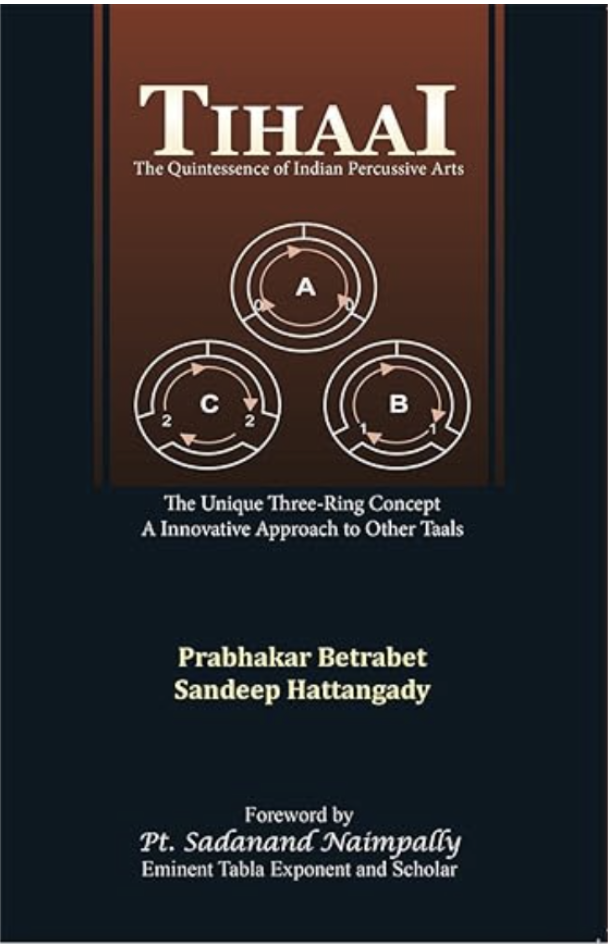 TIHAAI
The Quintessence of Indian Percussive Arts
A
0 0
C
2 2
B
1 1
The Unique Three-Ring Concept
A Innovative Approach to Other Taals
Prabhakar Betrabet
Sandeep Hattangady
Foreword by
Pt. Sadanand Naimpally
Eminent Tabla Exponent and Scholar